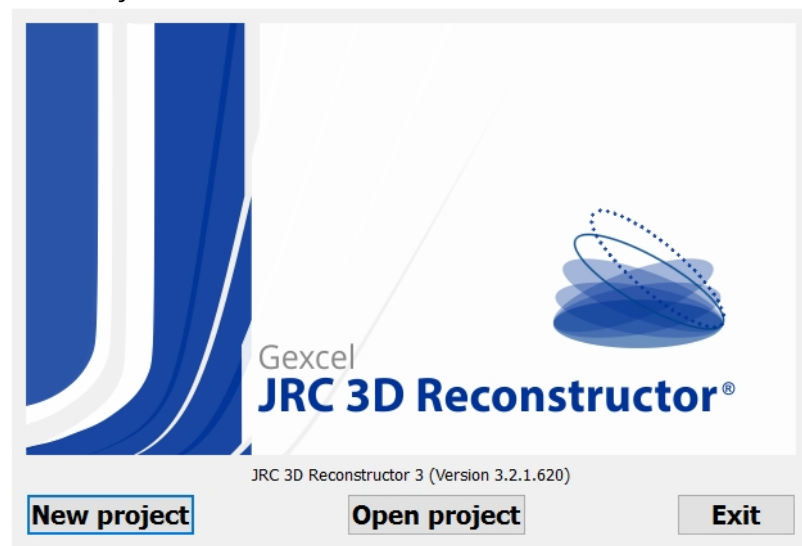 Gexcel
JRC 3D Reconstructor®
JRC 3D Reconstructor 3 (Version 3.2.1.620)
New project
Open project
Exit